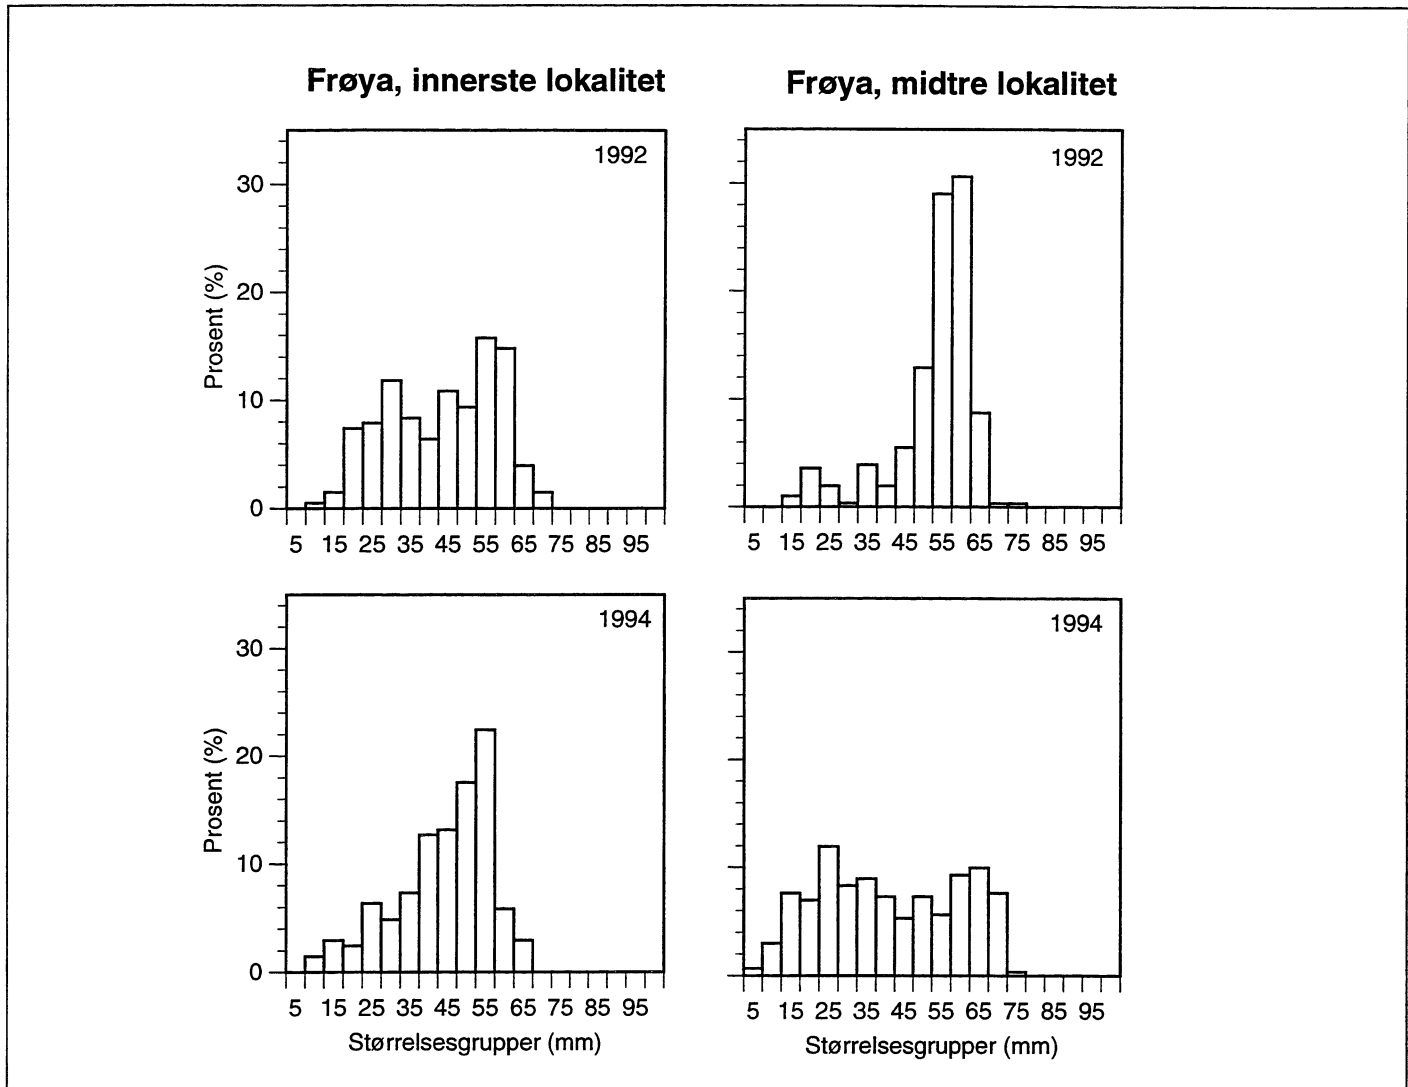 Frøya, innerste lokalitet
Frøya, midtre lokalitet
1992
1992
Prosent (%)
30
20
10
0
5 15 25 35 45 55 65 75 85 95
5 15 25 35 45 55 65 75 85 95
1994
1994
Prosent (%)
30
20
10
0
5 15 25 35 45 55 65 75 85 95
5 15 25 35 45 55 65 75 85 95
Størrelsesgrupper (mm)
Størrelsesgrupper (mm)